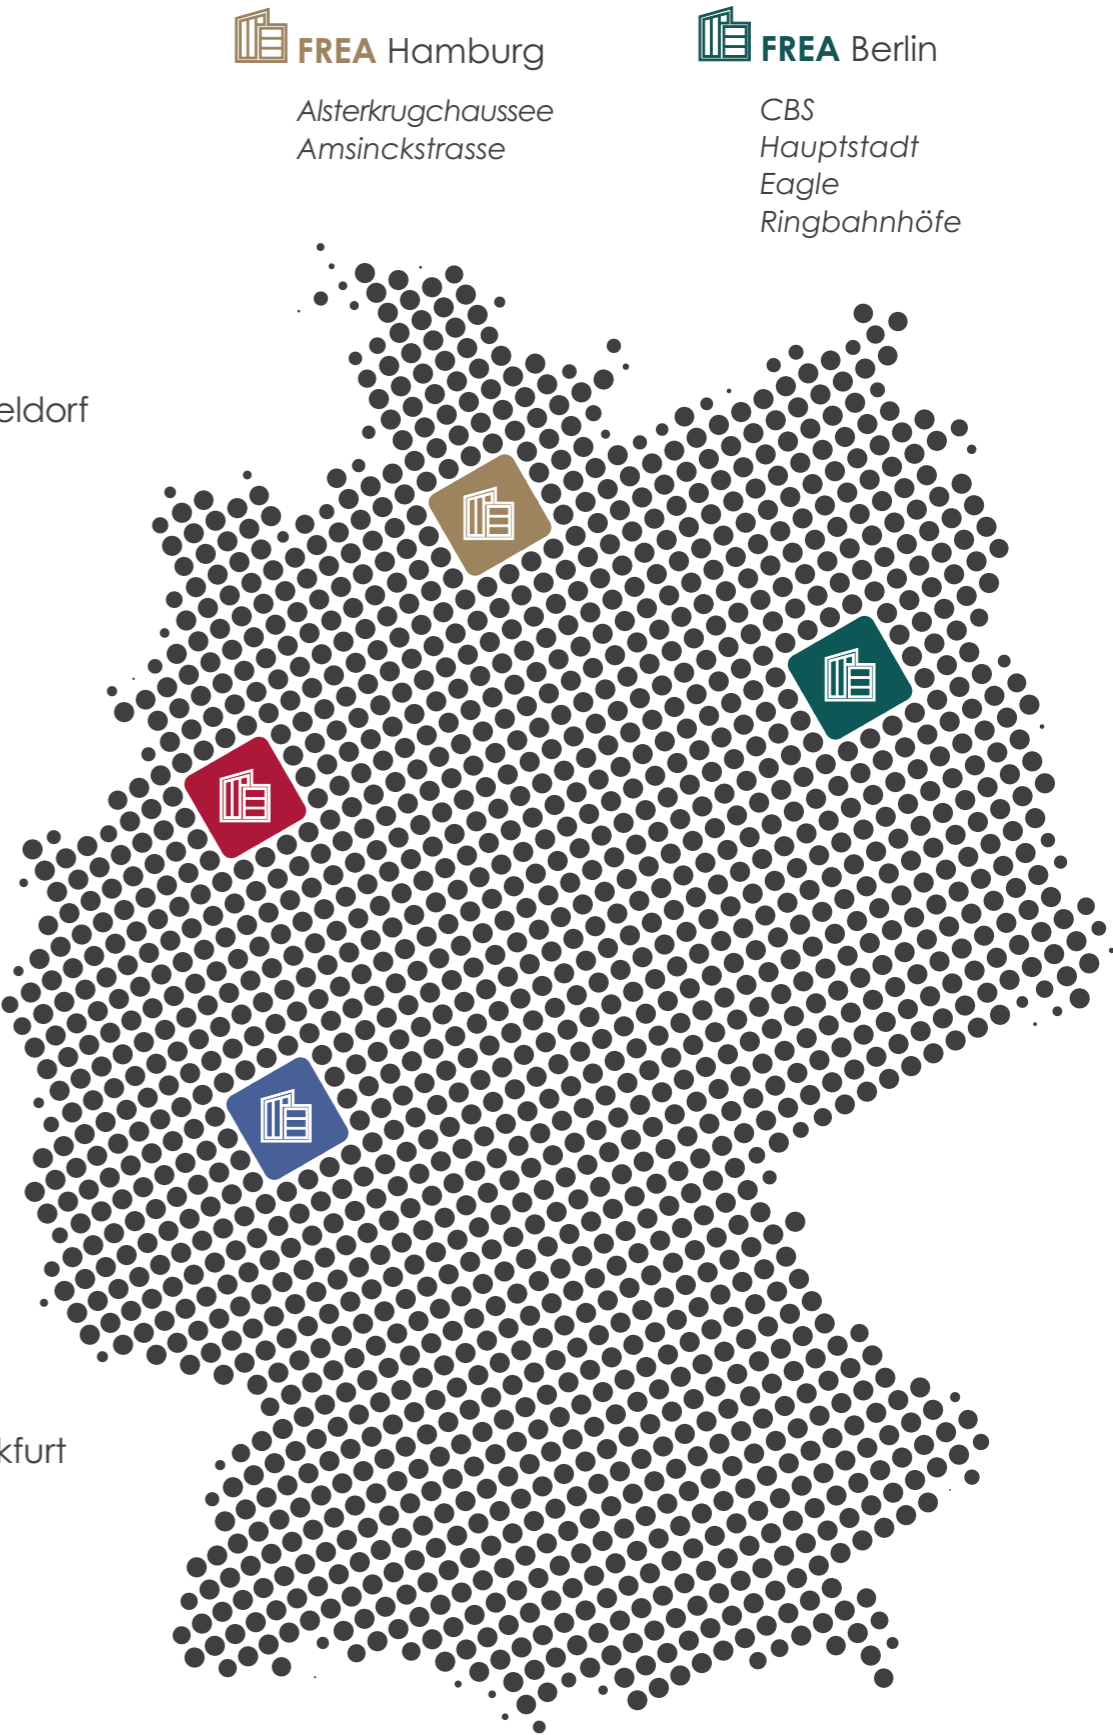 FREA Hamburg
Alsterkrugchaussee
Amsinckstrasse
FREA Berlin
CBS
Hauptstadt
Eagle
Ringbahnhöfe
eldorf
kfurt